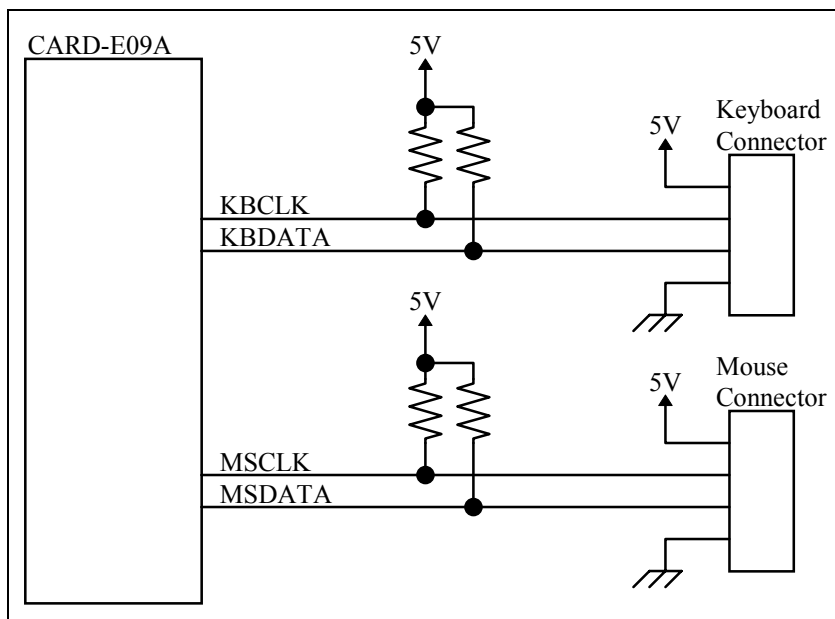 CARD-E09A
5V
Keyboard
Connector
5V
KBCLK
KBDATA
5V
Mouse
Connector
5V
MSCLK
MSDATA